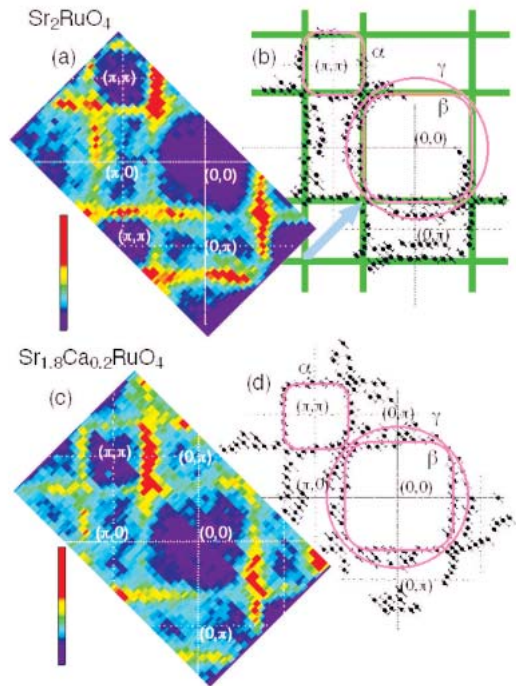 Sr₂RuO₄
(a)
(π,π)
(π,0)
(0,0)
(π,π)
(0,π)
(b)
α
(π,π)
γ
β
(0,0)
(0,π)
Sr₁.₈Ca₀.₂RuO₄
(c)
(π,π)
(0,π)
(π,0)
(0,0)
(0,π)
(d)
α
(π,π)
(0,π)
γ
β
(π,0)
(0,0)
(0,π)